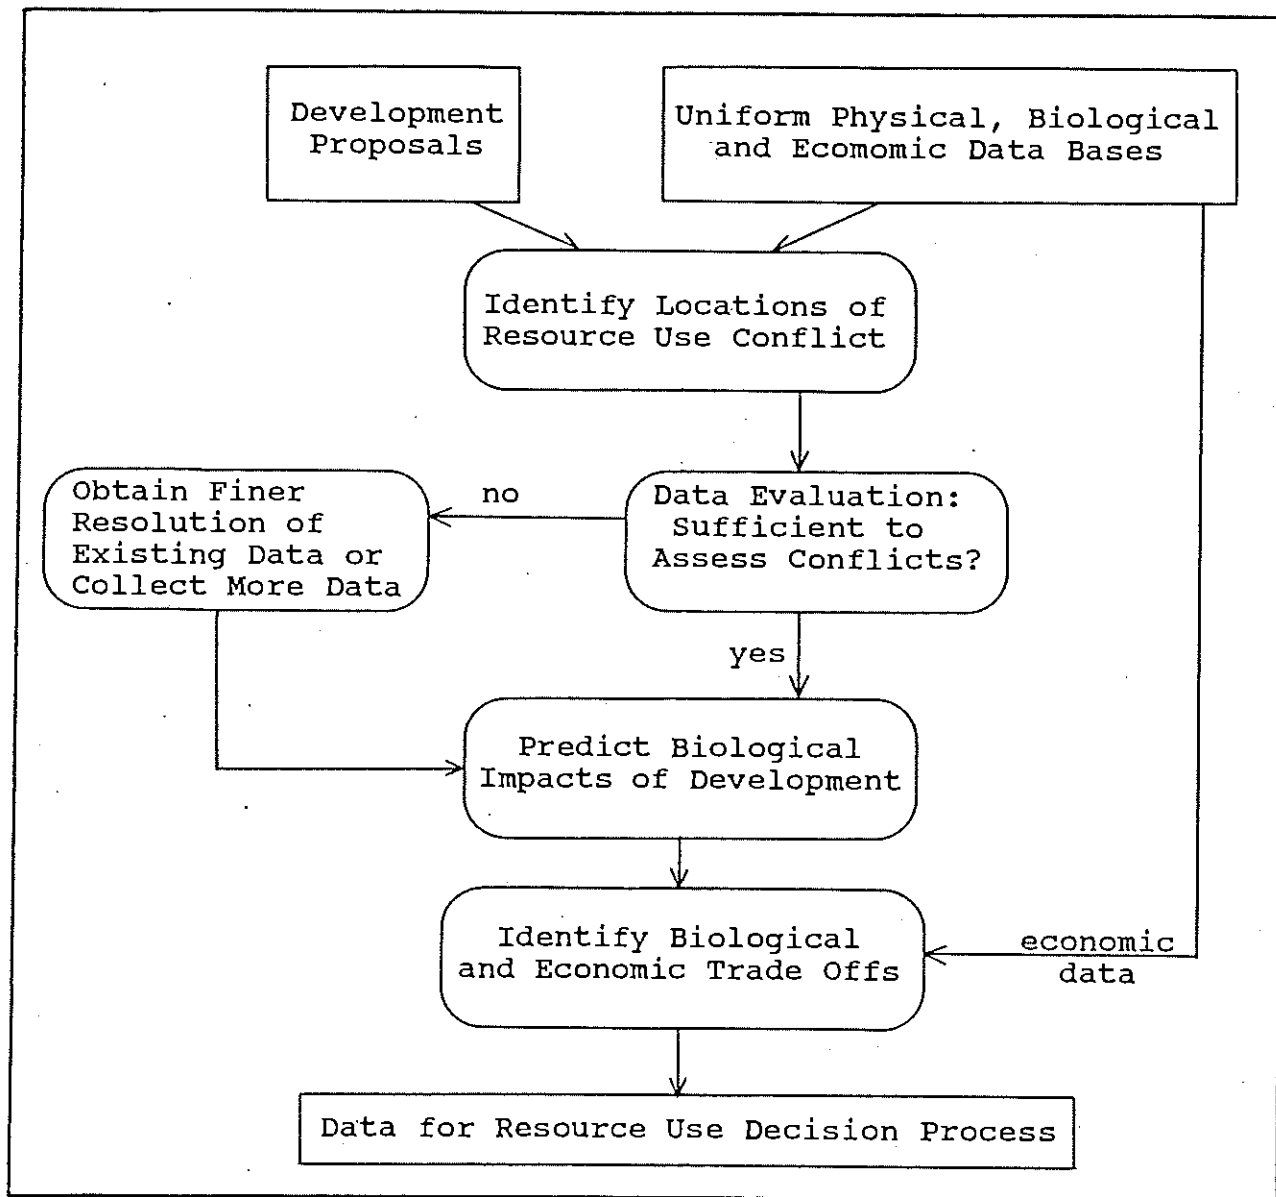 Development
Proposals
Uniform Physical, Biological
and Ecomomic Data Bases
Identify Locations of
Resource Use Conflict
Obtain Finer
Resolution of
Existing Data or
Collect More Data
no
Data Evaluation:
Sufficient to
Assess Conflicts?
yes
Predict Biological
Impacts of Development
Identify Biological
and Economic Trade Offs
economic
data
Data for Resource Use Decision Process